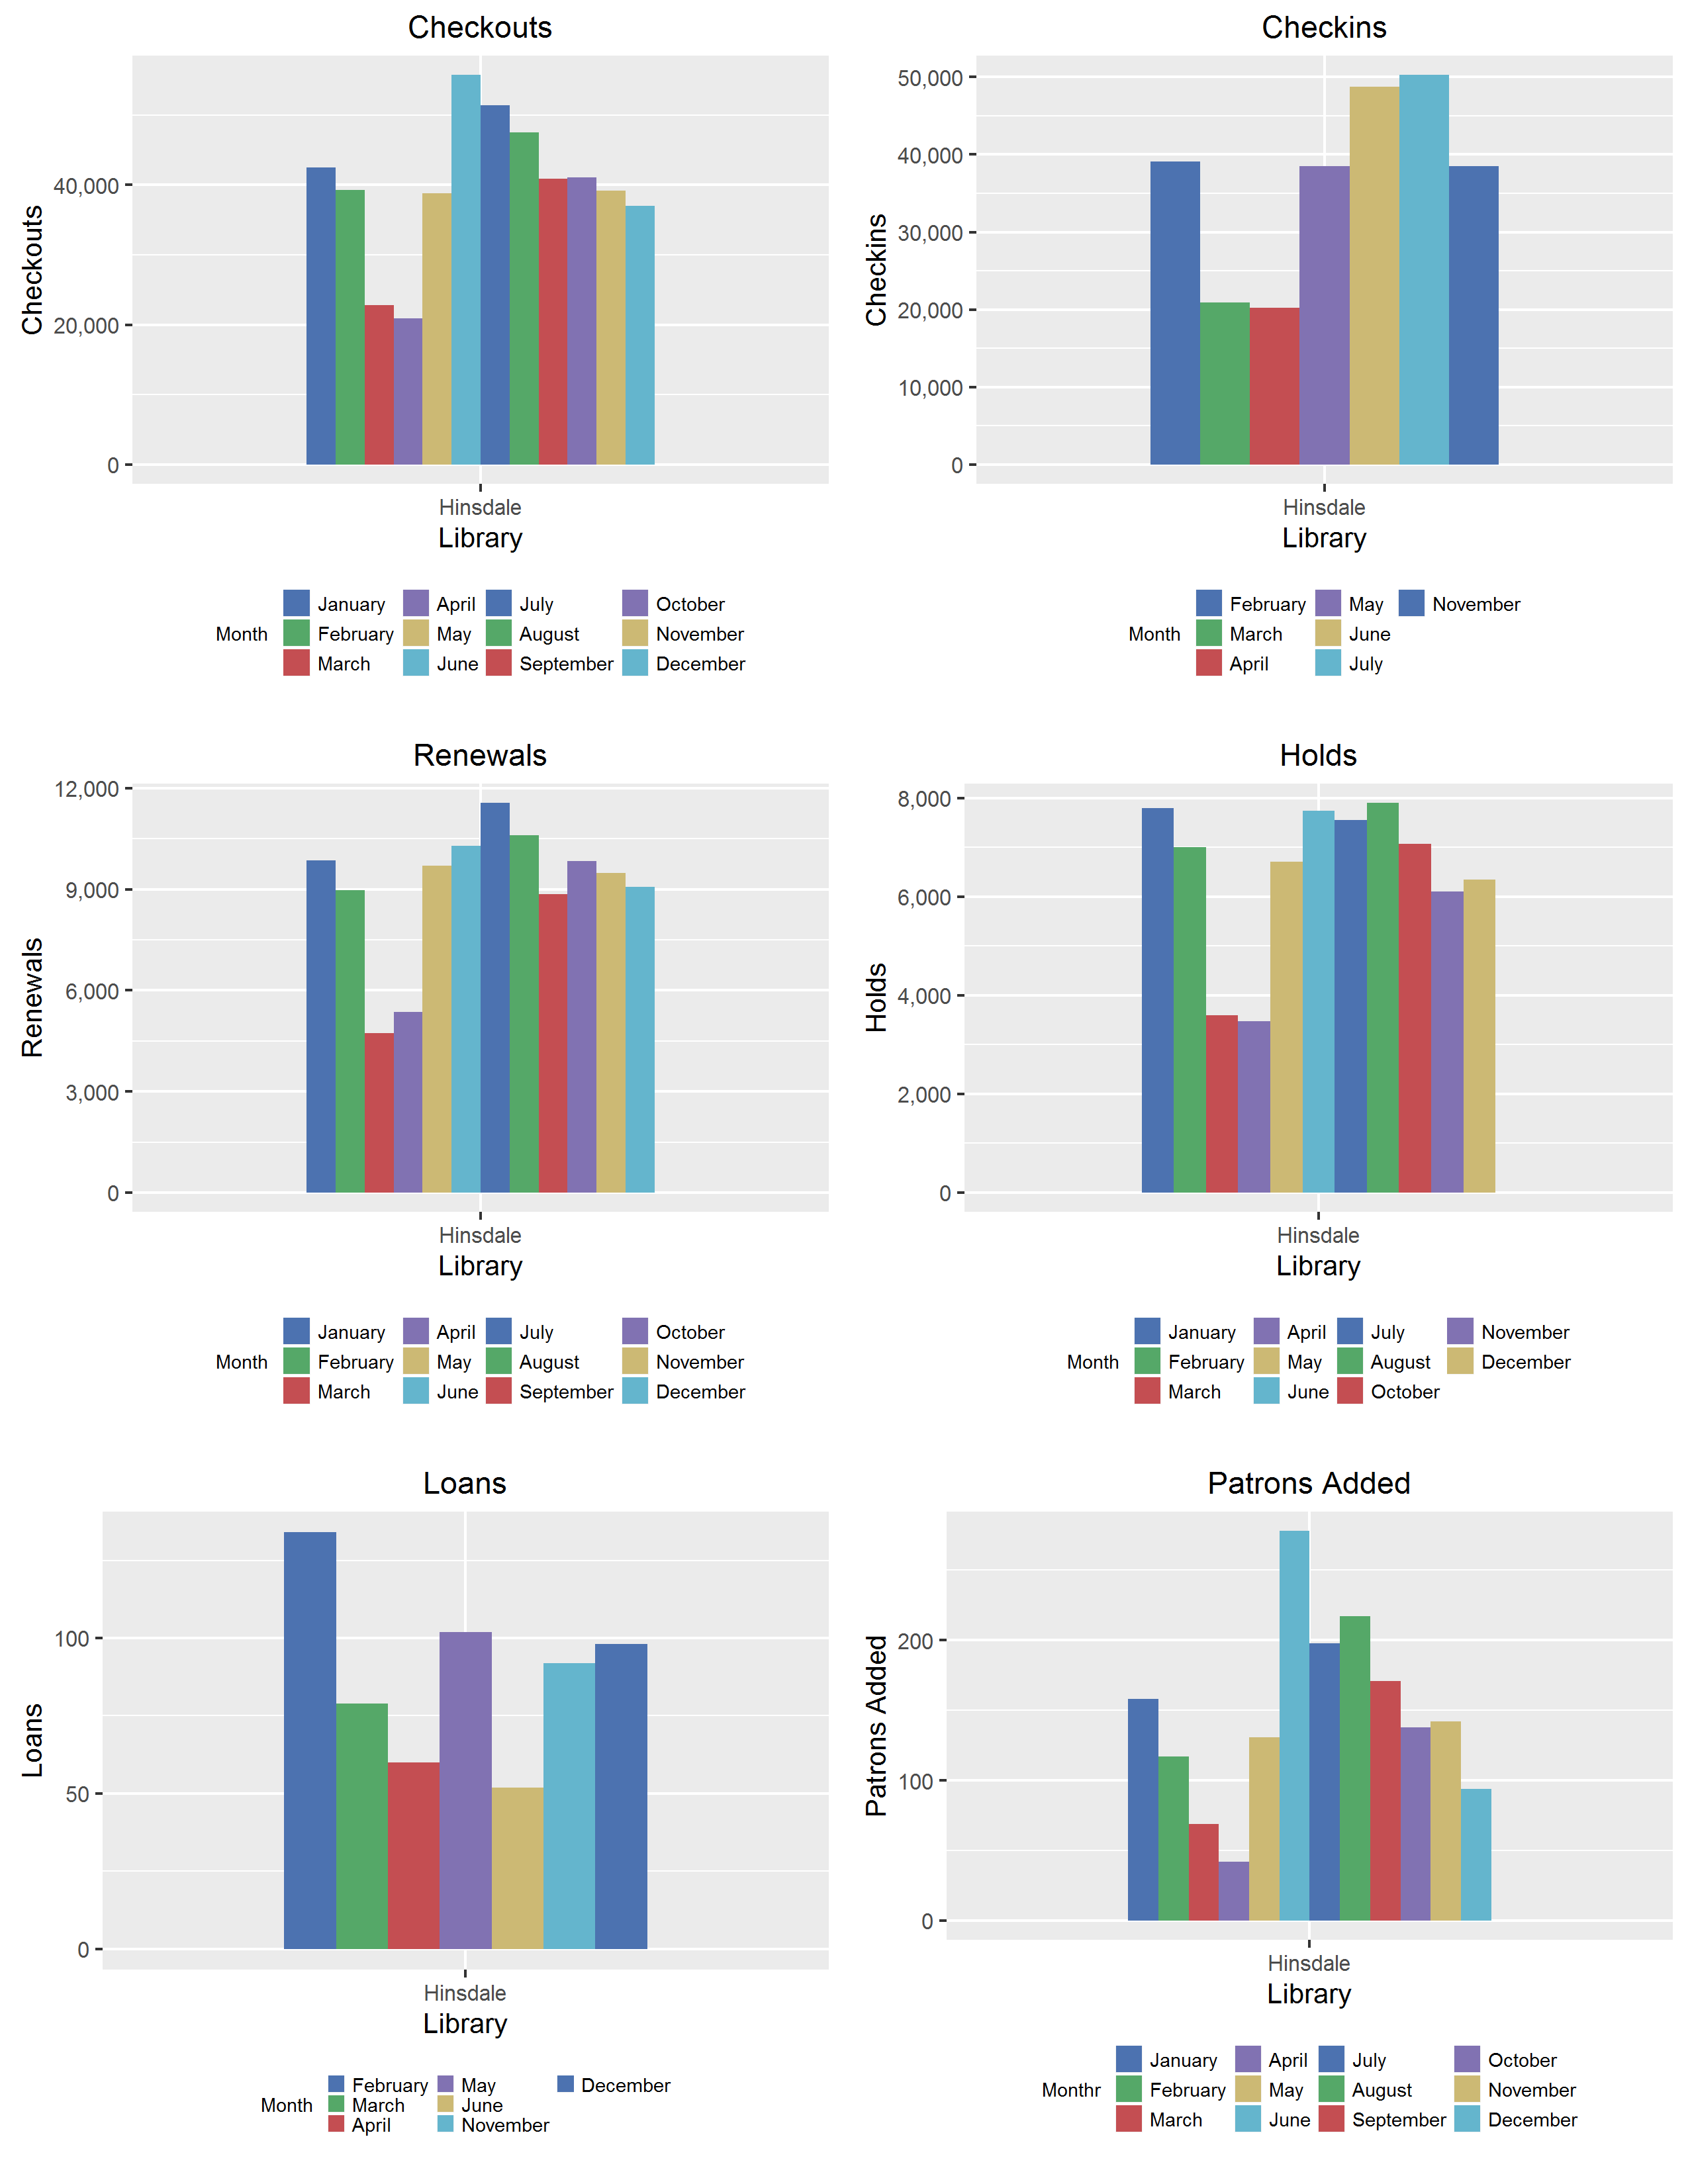 Checkouts
Checkouts
40,000
20,000
0
Hinsdale
Library
Month
January April July October
February May August November
March June September December
Checkins
Checkins
50,000
40,000
30,000
20,000
10,000
0
Hinsdale
Library
Month
February May November
March June
April July
Renewals
Renewals
12,000
9,000
6,000
3,000
0
Hinsdale
Library
Month
January April July October
February May August November
March June September December
Holds
Holds
8,000
6,000
4,000
2,000
0
Hinsdale
Library
Month
January April July November
February May August December
March June October
Loans
Loans
100
50
0
Hinsdale
Library
Month
February May December
March June
April November
Patrons Added
Patrons Added
200
100
0
Hinsdale
Library
Monthr
January April July October
February May August November
March June September December